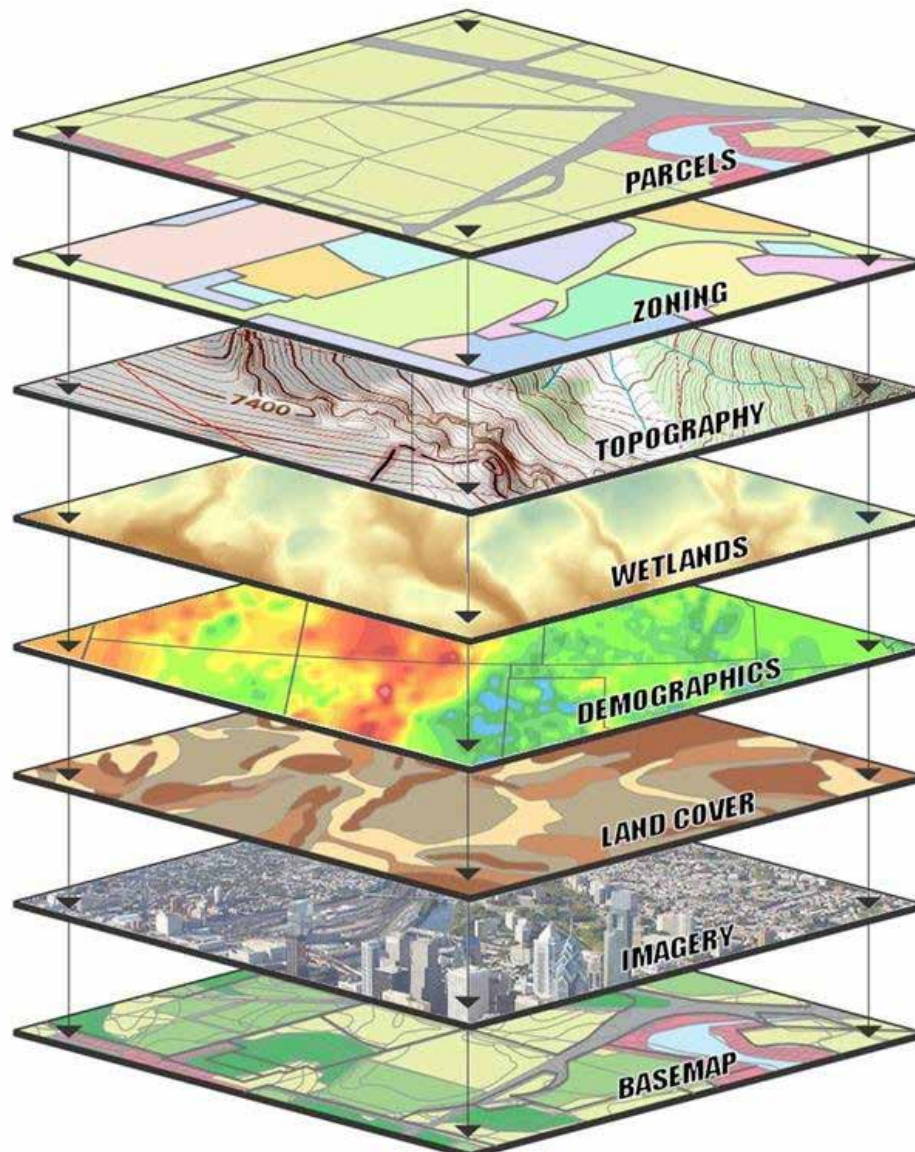 PARCELS
ZONING
7400
TOPOGRAPHY
WETLANDS
DEMOGRAPHICS
LAND COVER
IMAGERY
BASEMAP